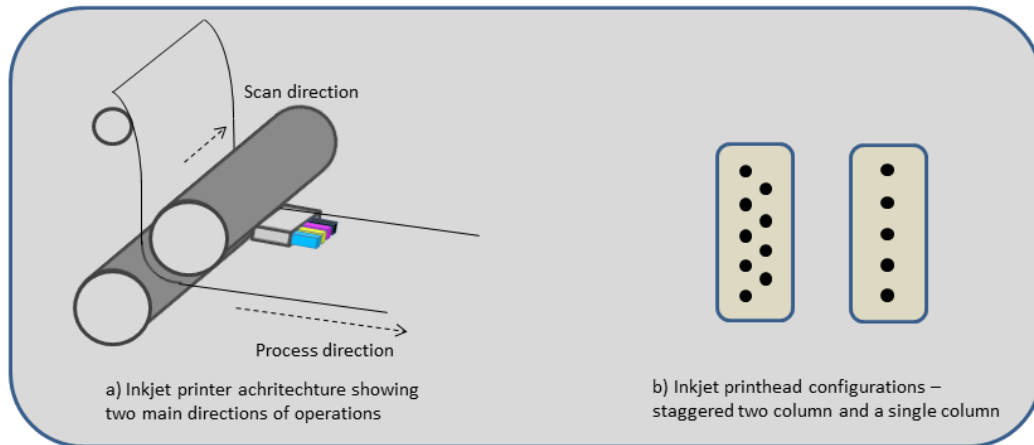 Scan direction
Process direction
a) Inkjet printer achritechture showing
two main directions of operations
b) Inkjet printhead configurations –
staggered two column and a single column